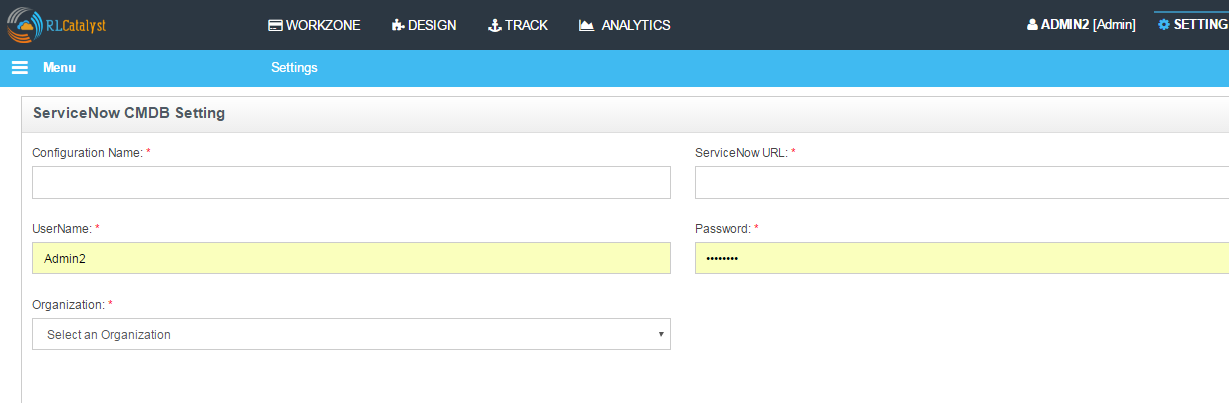 RLCatalyst WORKZONE DESIGN TRACK ANALYTICS ADMIN2 [Admin] SETTING
Menu Settings
ServiceNow CMDB Setting
Configuration Name: * ServiceNow URL: *
UserName: * Password: *
Admin2 ••••••••
Organization: *
Select an Organization